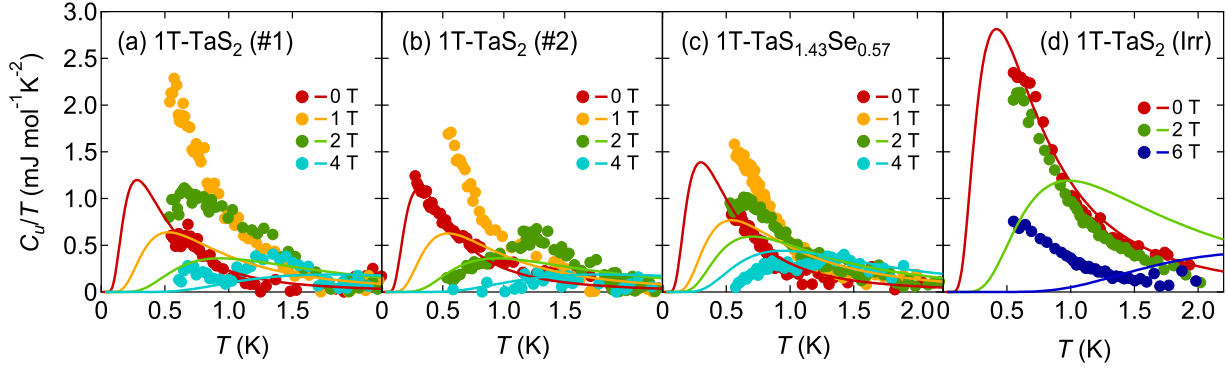 3.0
2.5
2.0
1.5
1.0
0.5
0
C_u/T (mJ mol⁻¹K⁻²)
(a) 1T-TaS₂ (#1)
0 T
1 T
2 T
4 T
0 0.5 1.0 1.5
T (K)
(b) 1T-TaS₂ (#2)
0 T
1 T
2 T
4 T
0 0.5 1.0 1.5
T (K)
(c) 1T-TaS₁.₄₃Se₀.₅₇
0 T
1 T
2 T
4 T
0 0.5 1.0 1.5 2.0
T (K)
(d) 1T-TaS₂ (Irr)
0 T
2 T
6 T
0 0.5 1.0 1.5 2.0
T (K)